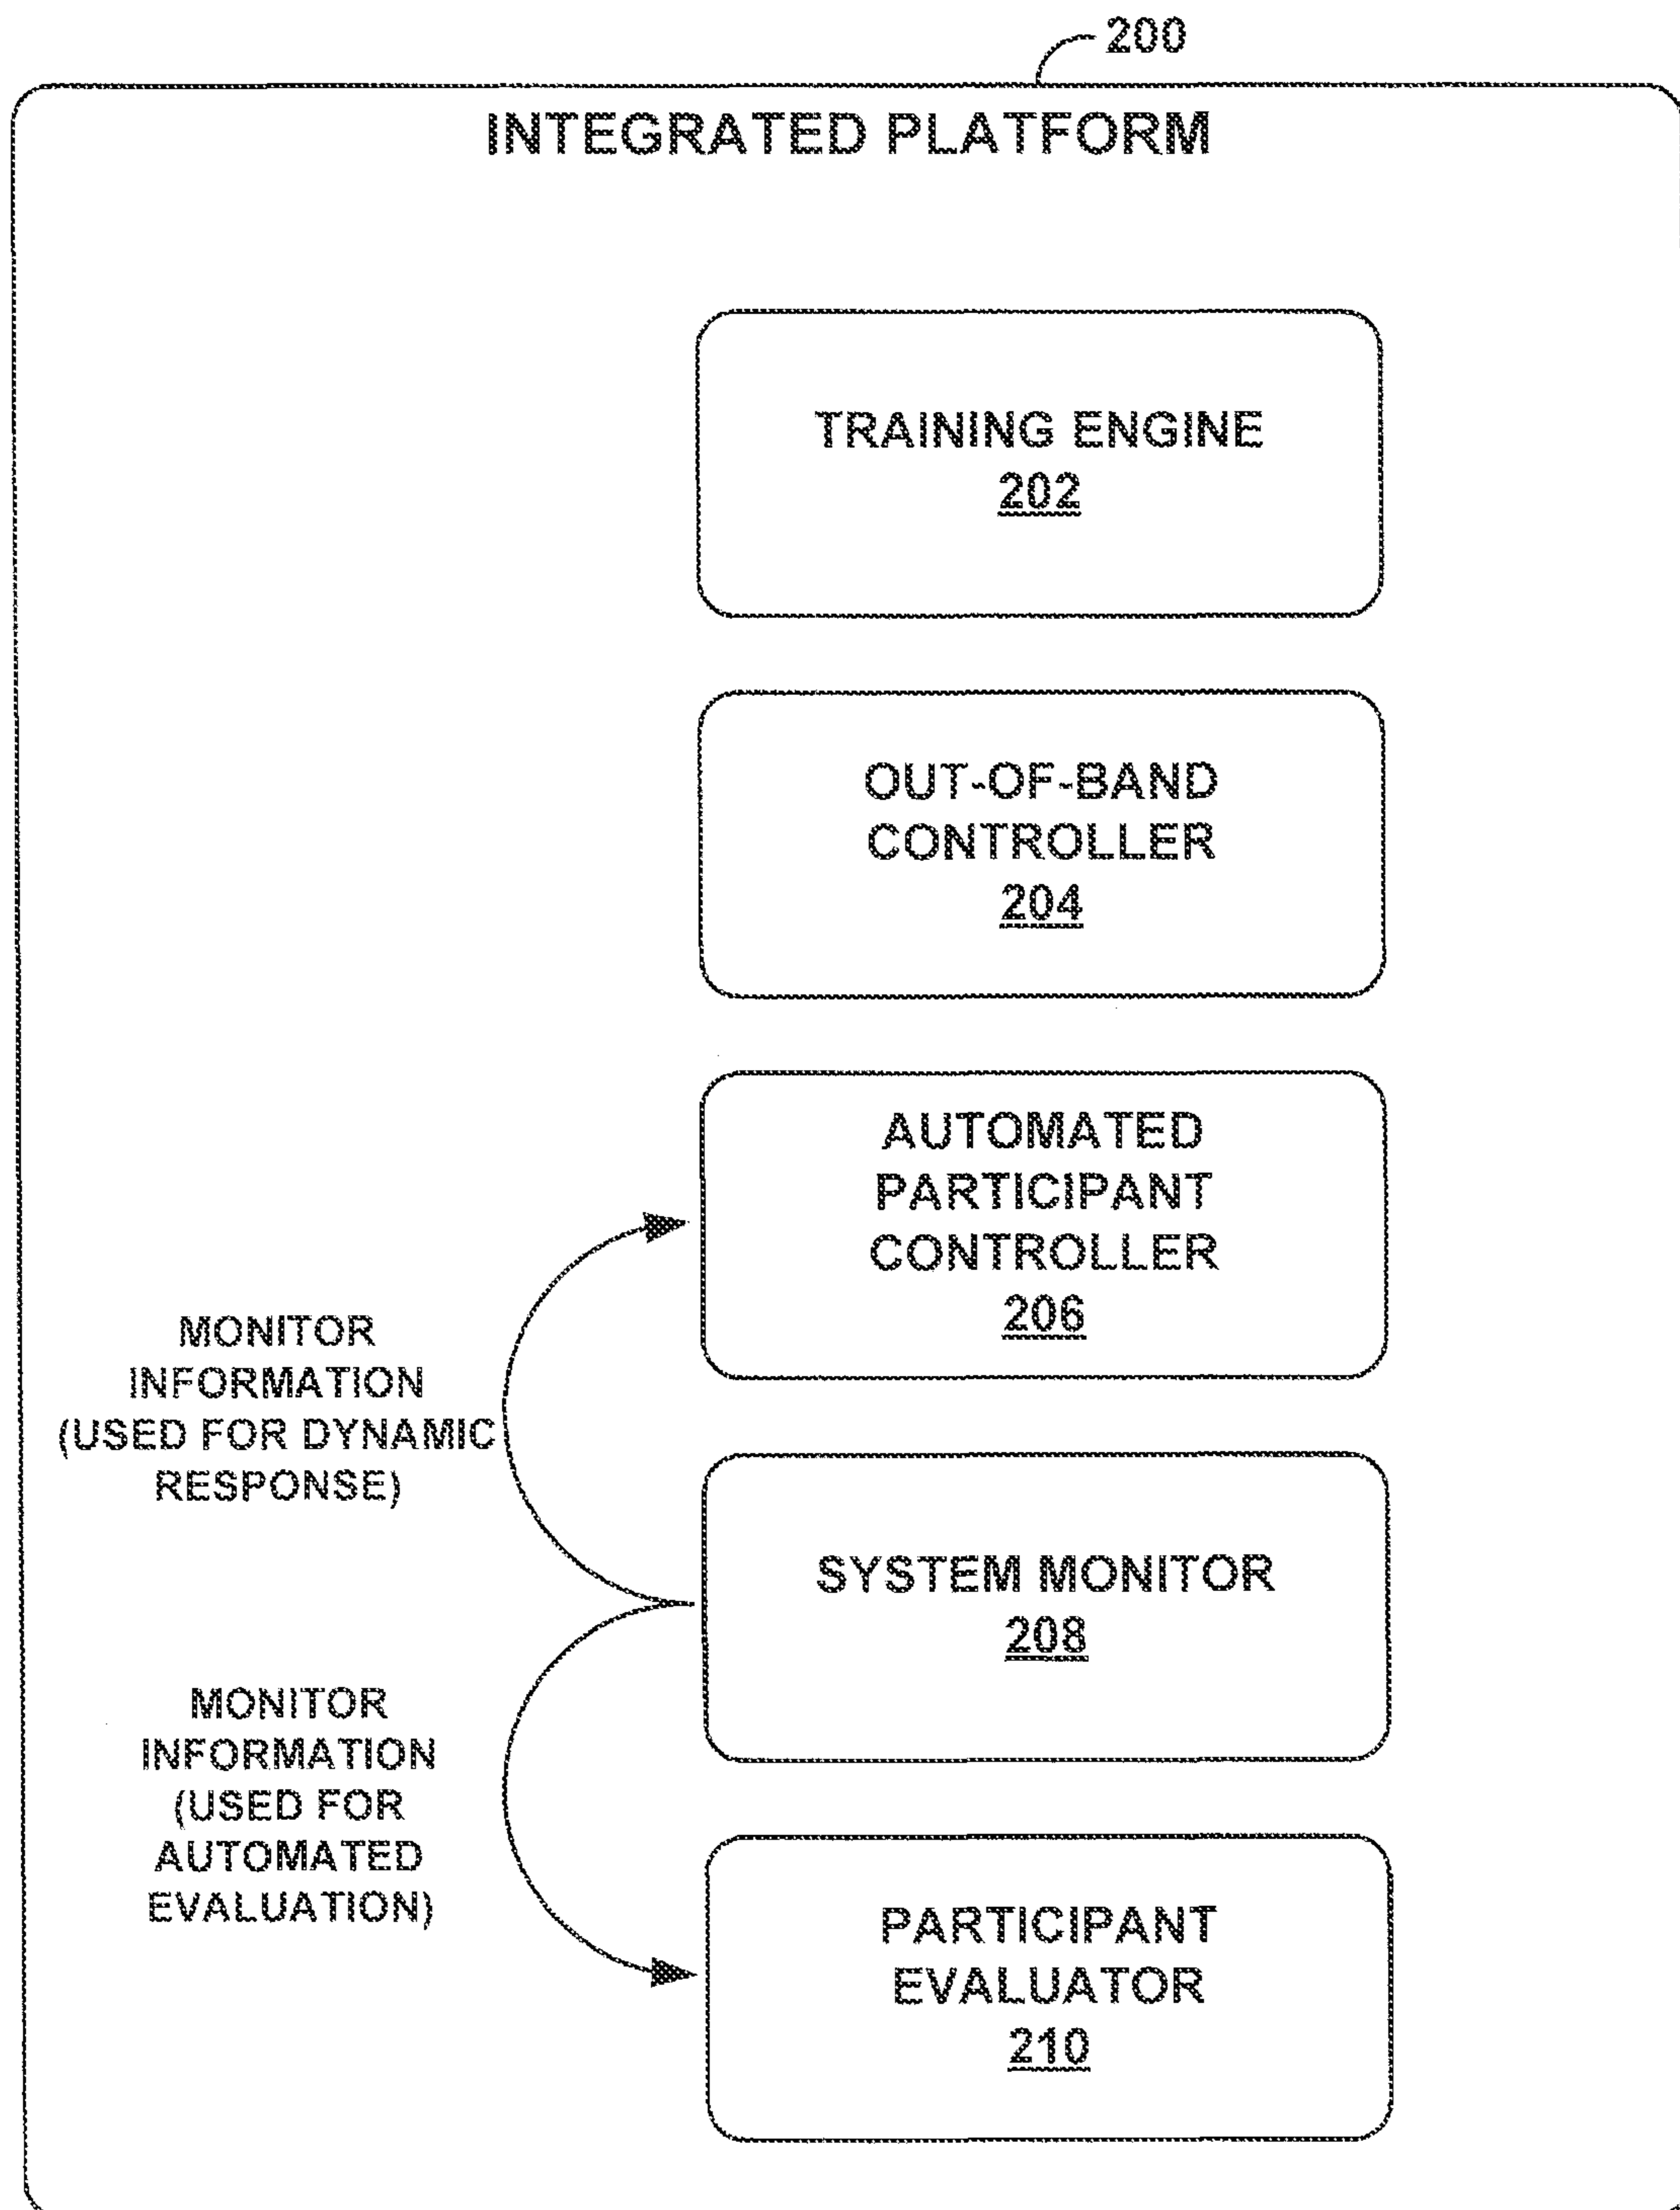 200
INTEGRATED PLATFORM
TRAINING ENGINE
202
OUT-OF-BAND
CONTROLLER
204
AUTOMATED
PARTICIPANT
CONTROLLER
206
MONITOR
INFORMATION
(USED FOR DYNAMIC
RESPONSE)
SYSTEM MONITOR
208
MONITOR
INFORMATION
(USED FOR
AUTOMATED
EVALUATION)
PARTICIPANT
EVALUATOR
210